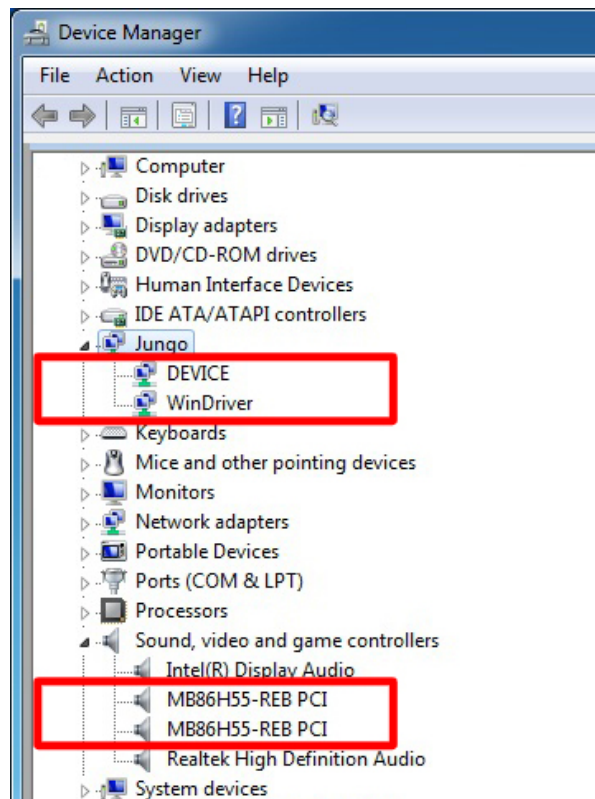 Device Manager
File Action View Help
Computer
Disk drives
Display adapters
DVD/CD-ROM drives
Human Interface Devices
IDE ATA/ATAPI controllers
Jungo
DEVICE
WinDriver
Keyboards
Mice and other pointing devices
Monitors
Network adapters
Portable Devices
Ports (COM & LPT)
Processors
Sound, video and game controllers
Intel(R) Display Audio
MB86H55-REB PCI
MB86H55-REB PCI
Realtek High Definition Audio
System devices